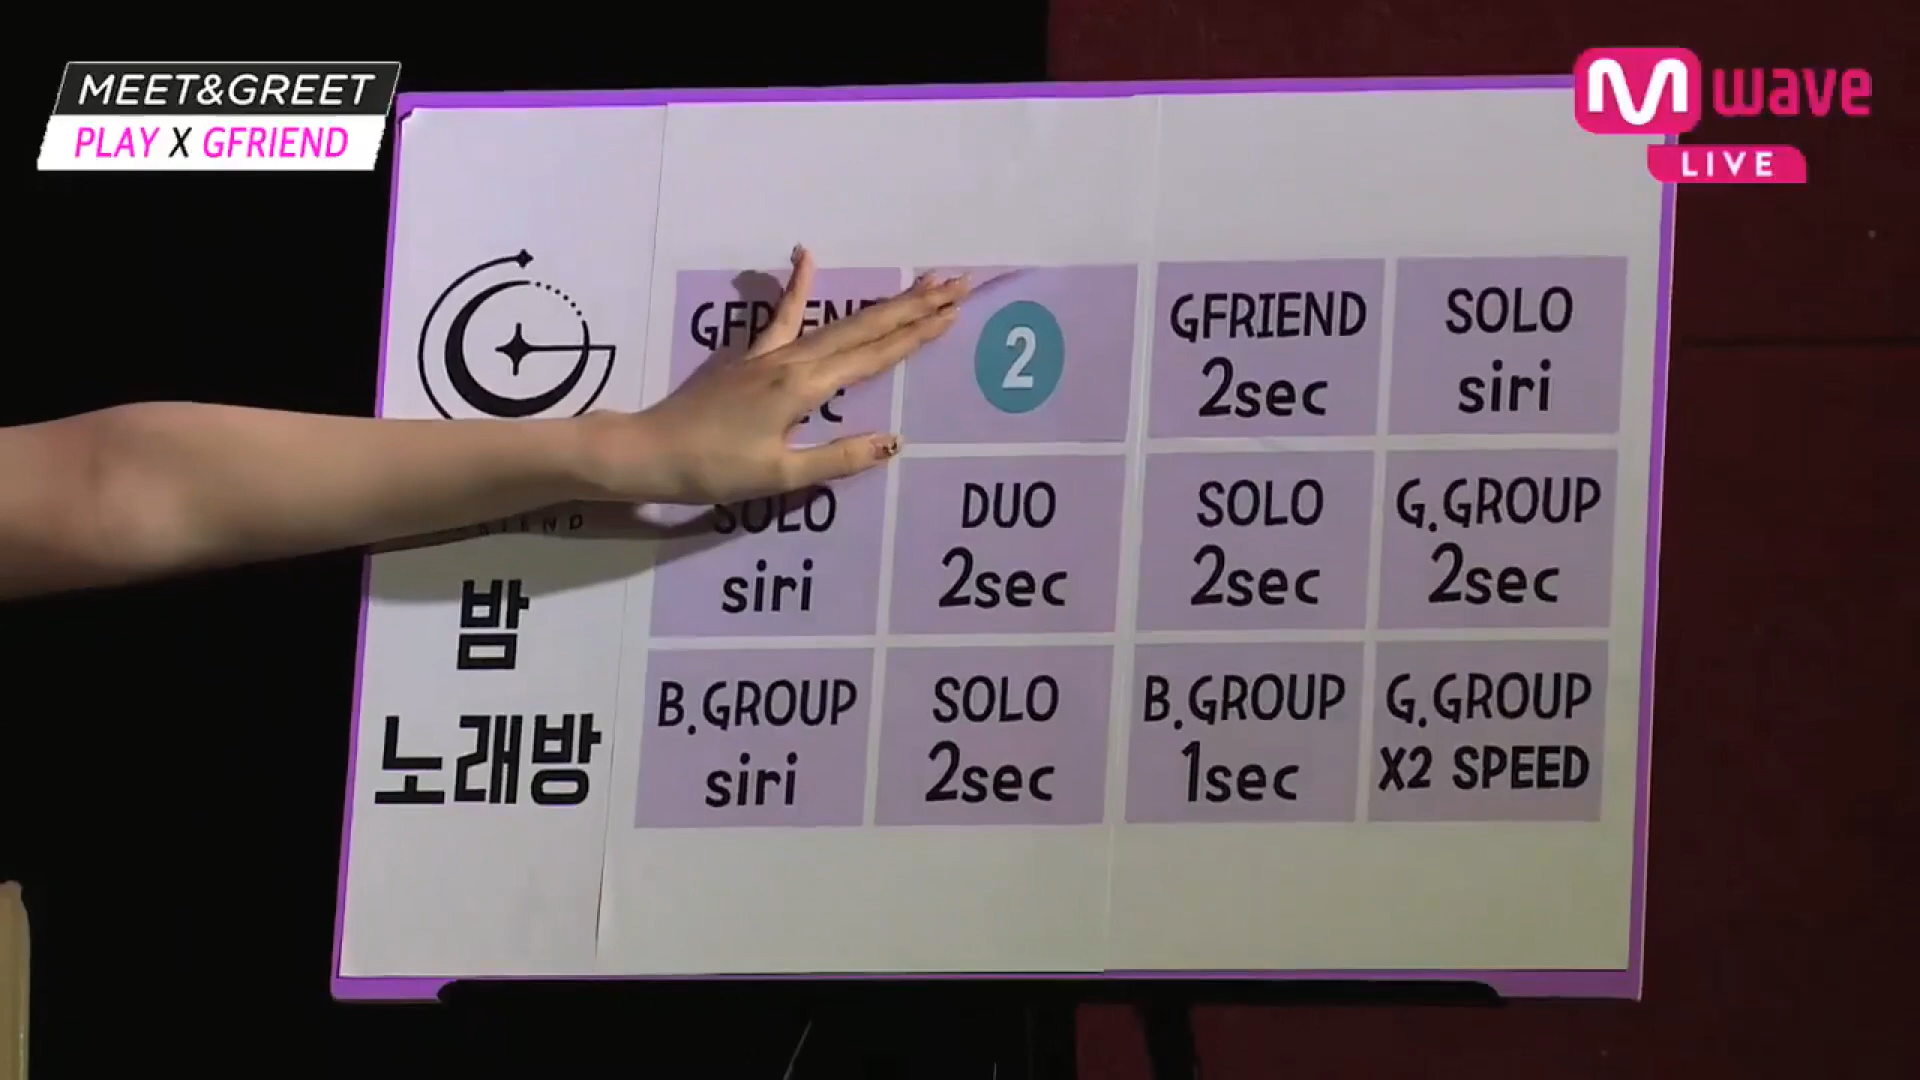 MEET&GREET
PLAY X GFRIEND
M wave
LIVE
2
GFRIEND
2sec
SOLO
siri
SOLO
siri
DUO
2sec
SOLO
2sec
G.GROUP
2sec
밤
노래방
B.GROUP
siri
SOLO
2sec
B.GROUP
1sec
G.GROUP
X2 SPEED